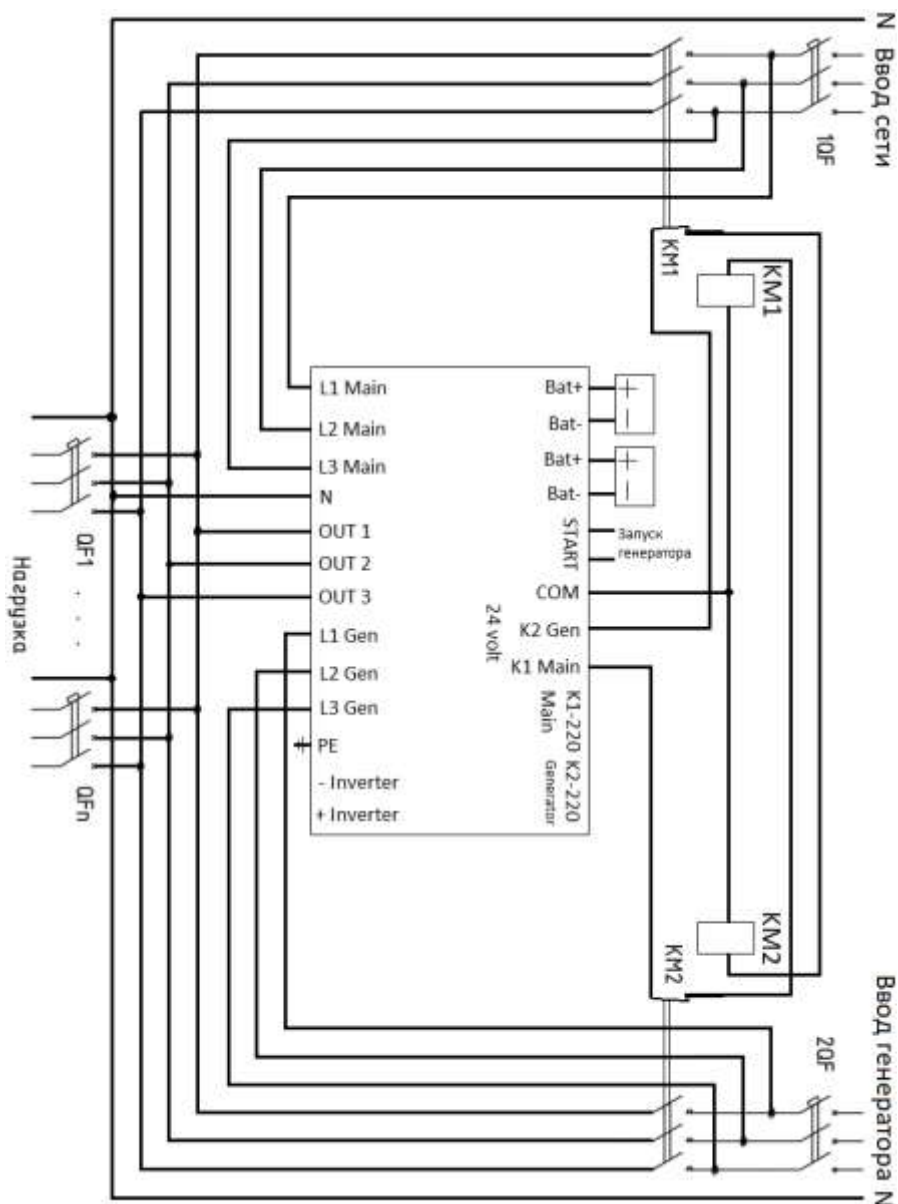 N
Ввод сети
1QF
KM1
KM1
L1 Main
L2 Main
L3 Main
N
OUT 1
OUT 2
OUT 3
L1 Gen
L2 Gen
L3 Gen
PE
- Inverter
+ Inverter
Bat+
Bat-
Bat+
Bat-
START
COM
K2 Gen
K1 Main
24 volt
K1-220 K2-220
Main
Generator
+
-
+
-
Запуск
генератора
QF1
. . .
Нагрузка
QFn
KM2
KM2
2QF
Ввод генератора
N